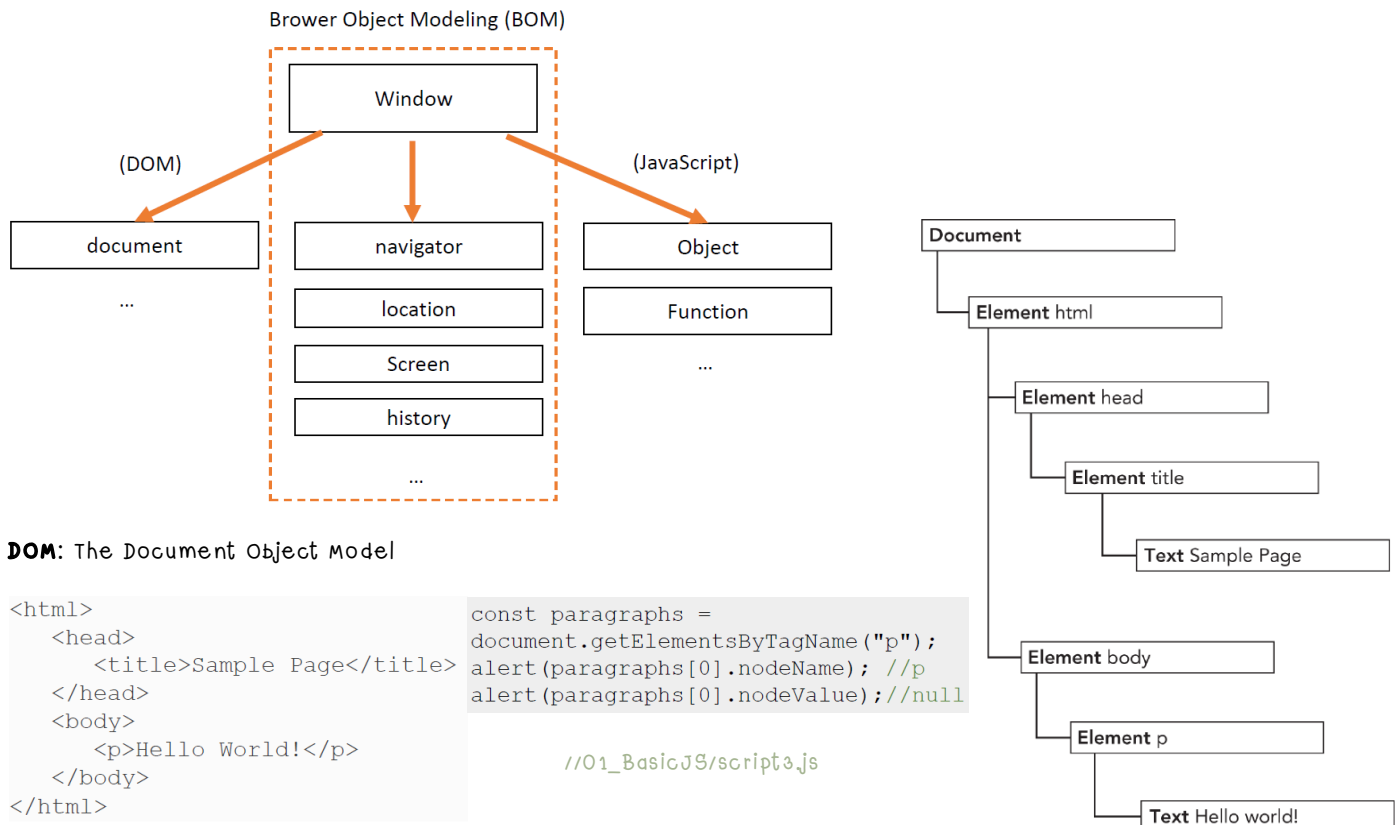 Brower Object Modeling (BOM)
Window
(DOM)
(JavaScript)
document
...
navigator
location
Screen
history
...
Object
Function
...
Document
Element html
Element head
Element title
Text Sample Page
Element body
Element p
Text Hello world!
DOM: The Document Object Model
<html>
<head>
<title>Sample Page</title>
</head>
<body>
<p>Hello World!</p>
</body>
</html>
const paragraphs =
document.getElementsByTagName("p");
alert(paragraphs[0].nodeName); //p
alert(paragraphs[0].nodeValue);//null
//01_BasicJS/script3.js